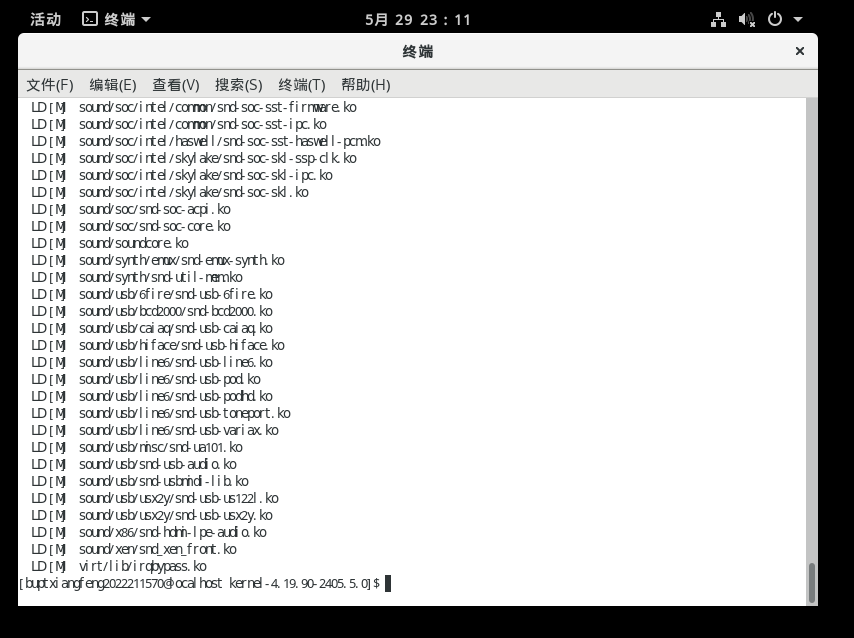 活动 终端 5月 29 23：11
终端
文件(F) 编辑(E) 查看(V) 搜索(S) 终端(T) 帮助(H)
LD [M] sound/soc/intel/common/snd-soc-sst-firmware.ko
LD [M] sound/soc/intel/common/snd-soc-sst-ipc.ko
LD [M] sound/soc/intel/haswell/snd-soc-sst-haswell-pcm.ko
LD [M] sound/soc/intel/skylake/snd-soc-skl-ssp-clk.ko
LD [M] sound/soc/intel/skylake/snd-soc-skl-ipc.ko
LD [M] sound/soc/intel/skylake/snd-soc-skl.ko
LD [M] sound/soc/snd-soc-acpi.ko
LD [M] sound/soc/snd-soc-core.ko
LD [M] sound/soundcore.ko
LD [M] sound/synth/emux/snd-emux-synth.ko
LD [M] sound/synth/snd-util-mem.ko
LD [M] sound/usb/6fire/snd-usb-6fire.ko
LD [M] sound/usb/bcd2000/snd-bcd2000.ko
LD [M] sound/usb/caiaq/snd-usb-caiaq.ko
LD [M] sound/usb/hiface/snd-usb-hiface.ko
LD [M] sound/usb/line6/snd-usb-line6.ko
LD [M] sound/usb/line6/snd-usb-pod.ko
LD [M] sound/usb/line6/snd-usb-podhd.ko
LD [M] sound/usb/line6/snd-usb-toneport.ko
LD [M] sound/usb/line6/snd-usb-variax.ko
LD [M] sound/usb/misc/snd-ua101.ko
LD [M] sound/usb/snd-usb-audio.ko
LD [M] sound/usb/snd-usbmidi-lib.ko
LD [M] sound/usb/usx2y/snd-usb-us122l.ko
LD [M] sound/usb/usx2y/snd-usb-usx2y.ko
LD [M] sound/x86/snd-hdmi-lpe-audio.ko
LD [M] sound/xen/snd_xen_front.ko
LD [M] virt/lib/irqbypass.ko
[buptxiangfeng2022211570@localhost kernel-4.19.90-2405.5.0]$